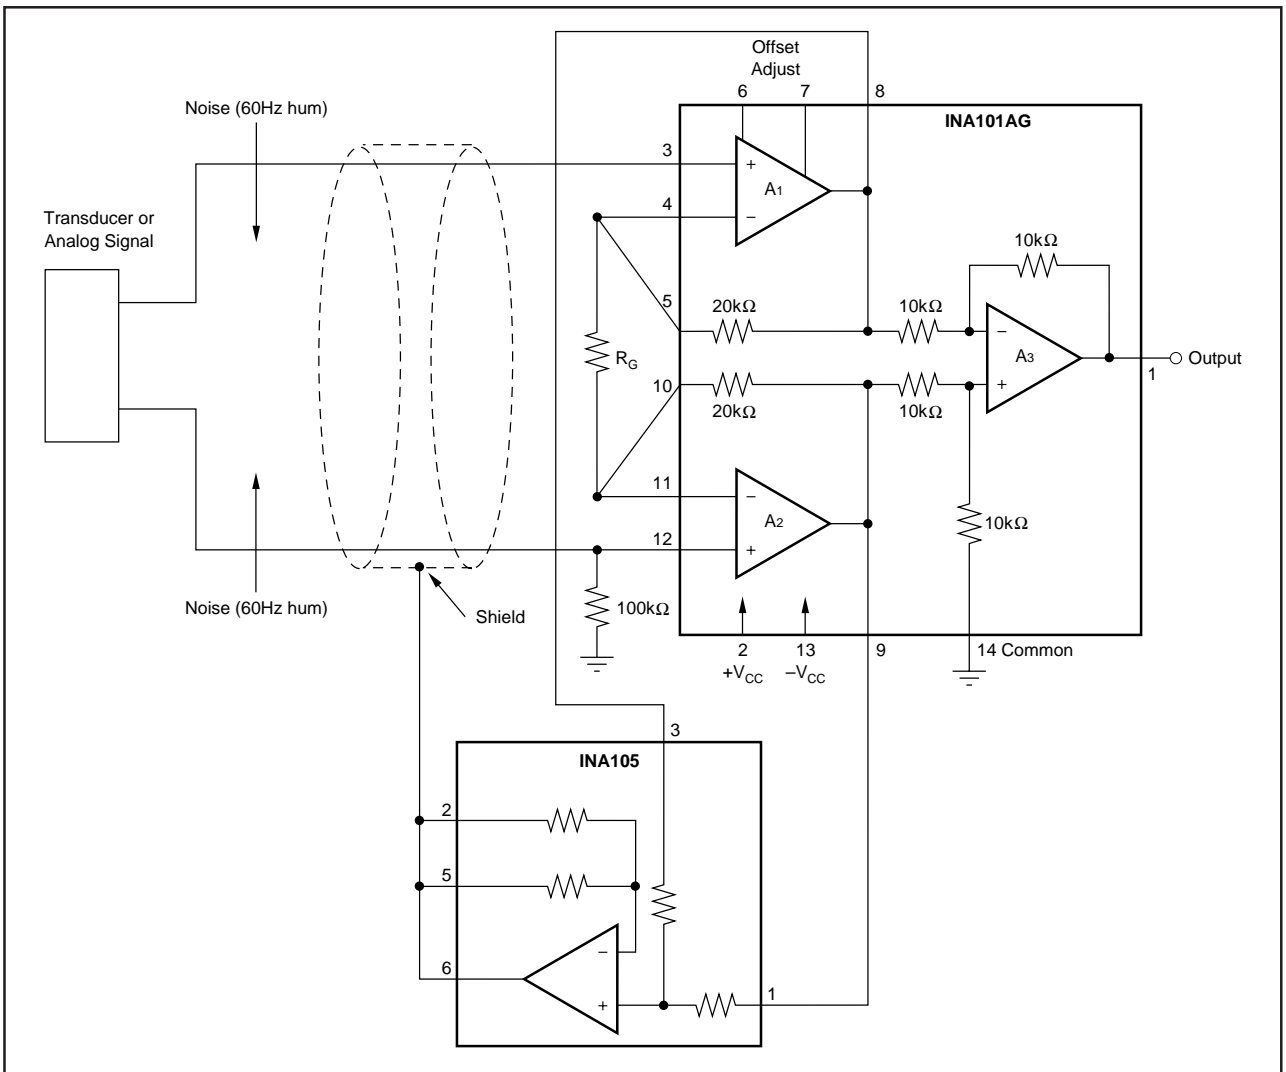 Offset
Adjust
6
7
8
Noise (60Hz hum)
INA101AG
3
+
A1
4
–
Transducer or
Analog Signal
10kΩ
5
20kΩ
10kΩ
–
RG
A3
Output
1
10
+
20kΩ
10kΩ
11
–
A2
10kΩ
12
+
Noise (60Hz hum)
Shield
100kΩ
2
13
9
14 Common
+VCC
–VCC
3
INA105
2
5
–
6
+
1